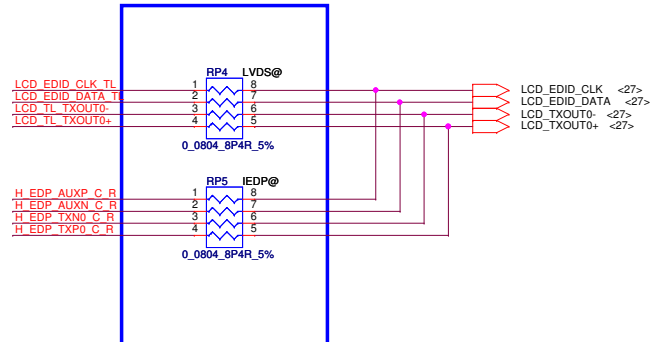 RP4 LVDS@
LCD_EDID_CLK_TL 1 8 LCD_EDID_CLK <27>
LCD_EDID_DATA_TL 2 7 LCD_EDID_DATA <27>
LCD_TL_TXOUT0- 3 6 LCD_TXOUT0- <27>
LCD_TL_TXOUT0+ 4 5 LCD_TXOUT0+ <27>
0_0804_8P4R_5%
RP5 IEDP@
H_EDP_AUXP_C_R 1 8
H_EDP_AUXN_C_R 2 7
H_EDP_TXN0_C_R 3 6
H_EDP_TXP0_C_R 4 5
0_0804_8P4R_5%